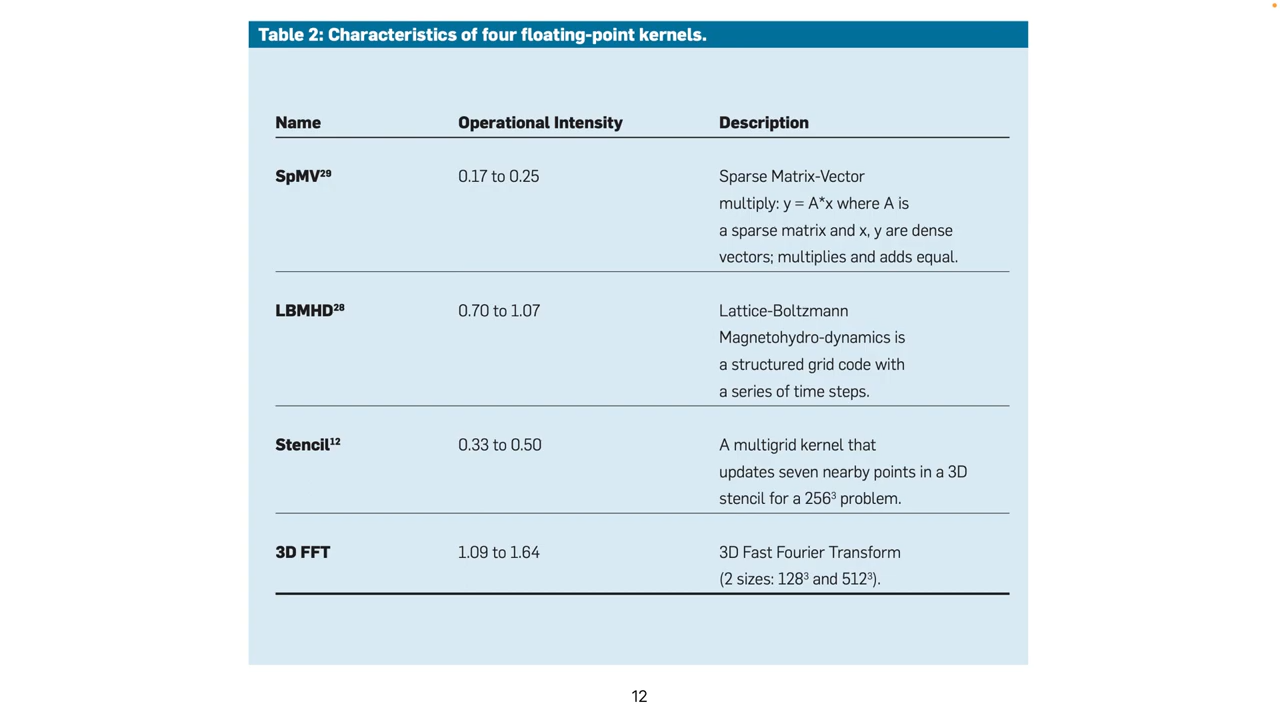 Table 2: Characteristics of four floating-point kernels.
Name Operational Intensity Description
SpMV²⁹ 0.17 to 0.25 Sparse Matrix-Vector
multiply: y = A*x where A is
a sparse matrix and x, y are dense
vectors; multiplies and adds equal.
LBMHD²⁸ 0.70 to 1.07 Lattice-Boltzmann
Magnetohydro-dynamics is
a structured grid code with
a series of time steps.
Stencil¹² 0.33 to 0.50 A multigrid kernel that
updates seven nearby points in a 3D
stencil for a 256³ problem.
3D FFT 1.09 to 1.64 3D Fast Fourier Transform
(2 sizes: 128³ and 512³).
12